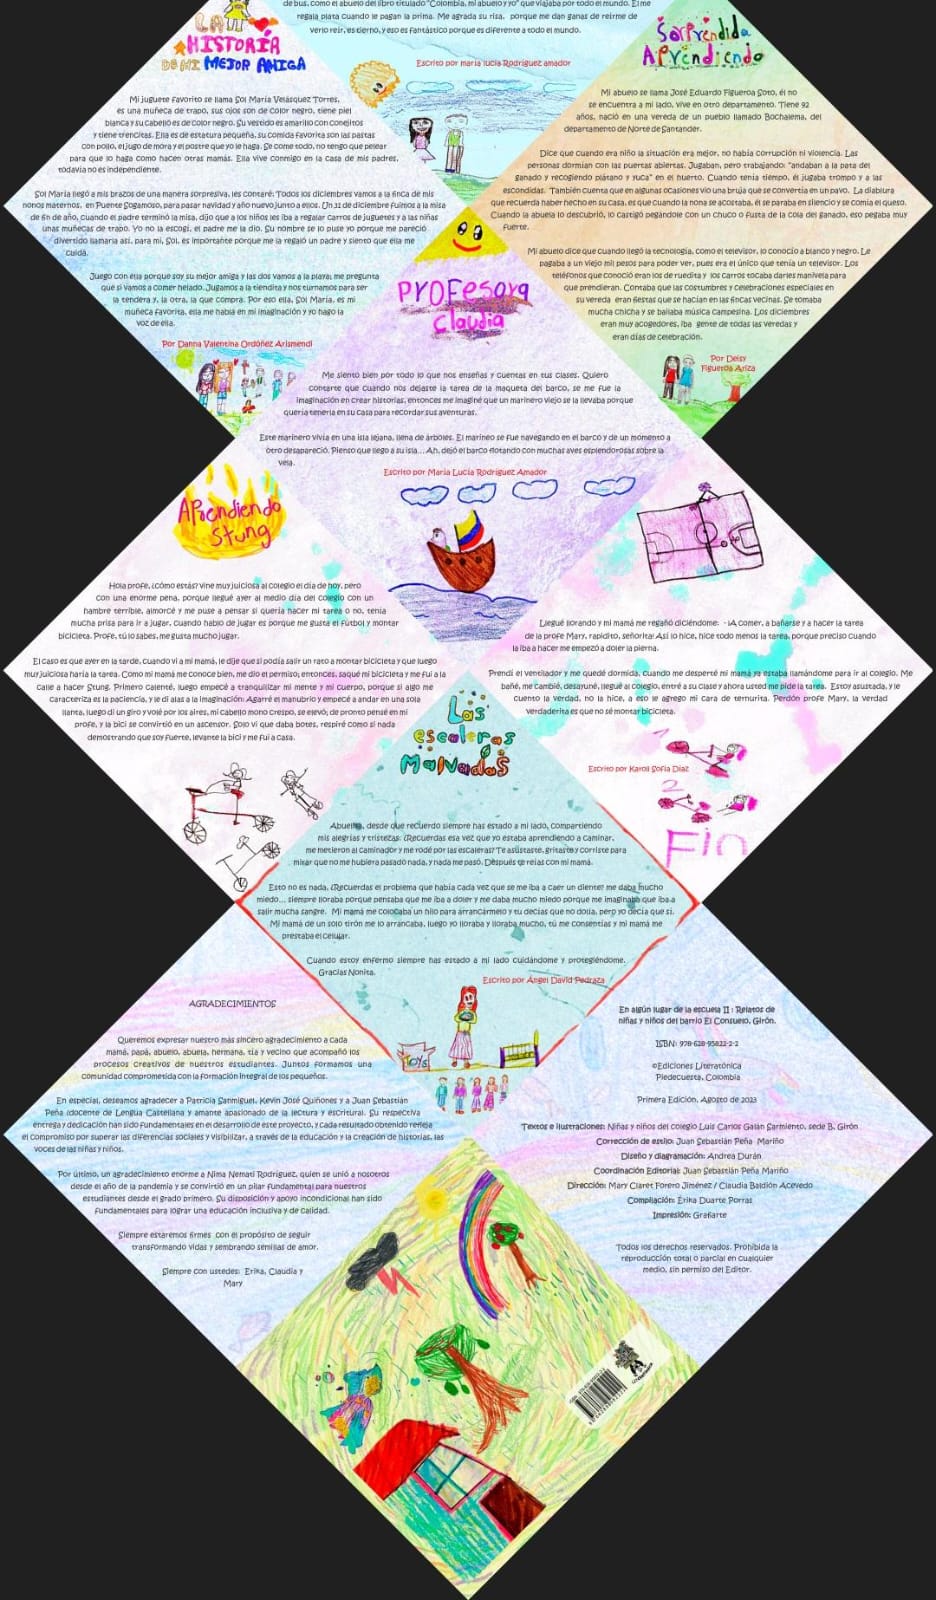 LA
HISTORIA
DE MI MEJOR AMIGA
Mi juguete favorito se llama Sol María Velásquez Torres,
es una muñeca de trapo, sus ojos son de color negro, tiene piel
blanca y su cabello es de color negro. Su vestido es amarillo con conejitos
y tiene trencitas. Ella es de estatura pequeña, su comida favorita son las pastas
con pollo, el jugo de mora y el postre que yo le haga. Se come todo, no tengo que pelear
para que lo haga como hacen otras mamás. Ella vive conmigo en la casa de mis padres,
todavía no es independiente.
Sol María llegó a mis brazos de una manera sorpresiva, les contaré: Todos los diciembres vamos a la finca de mis
nonos maternos, en Puente Sogamoso, para pasar navidad y año nuevo junto a ellos. Un 31 de diciembre fuimos a la misa
de fin de año, cuando el padre terminó la misa, dijo que a los niños les iba a regalar carros de juguetes y a las niñas
unas muñecas de trapo. Yo no la escogí, el padre me la dio. Su nombre se lo puse yo porque me pareció
divertido llamarla así, para mí, Sol, es importante porque me la regaló un padre y siento que ella me
cuida.
Juego con ella porque soy su mejor amiga y las dos vamos a la playa; me pregunta
que si vamos a comer helado. Jugamos a la tiendita y nos turnamos para ser
la tendera y, la otra, la que compra. Por eso ella, Sol María, es mi
muñeca favorita, ella me habla en mi imaginación y yo hago la
voz de ella.
Por Danna Valentina Ordóñez Arismendi
de bus, como el abuelo del libro titulado "Colombia, mi abuelo y yo" que viajaba por todo el mundo. Él me
regala plata cuando le pagan la prima. Me agrada su risa, porque me dan ganas de reírme de
verlo reír, es tierno, y eso es fantástico porque es diferente a todo el mundo.
Escrito por maría lucía Rodríguez amador
Sorprendida
Aprendiendo
Mi abuelo se llama José Eduardo Figueroa Soto, él no
se encuentra a mi lado, vive en otro departamento. Tiene 92
años, nació en una vereda de un pueblo llamado Bochalema, del
departamento de Norte de Santander.
Dice que cuando era niño la situación era mejor, no había corrupción ni violencia. Las
personas dormían con las puertas abiertas. Jugaban, pero trabajando: "andaban a la pata del
ganado y recogiendo plátano y yuca" en el huerto. Cuando tenía tiempo, él jugaba trompo y a las
escondidas. También cuenta que en algunas ocasiones vio una bruja que se convertía en un pavo. La diablura
que recuerda haber hecho en su casa, es que cuando la nona se acostaba, él se paraba en silencio y se comía el queso.
Cuando la abuela lo descubrió, lo castigó pegándole con un chuco o fusta de la cola del ganado, eso pegaba muy
fuerte.
Mi abuelo dice que cuando llegó la tecnología, como el televisor, lo conoció a blanco y negro. Le
pagaba a un viejo mil pesos para poder ver, pues era el único que tenía un televisor. Los
teléfonos que conoció eran los de ruedita y los carros tocaba darles manivela para
que prendieran. Contaba que las costumbres y celebraciones especiales en
su vereda eran fiestas que se hacían en las fincas vecinas. Se tomaba
mucha chicha y se bailaba música campesina. Los diciembres
eran muy acogedores, iba gente de todas las veredas y
eran días de celebración.
Por Deisy
Figueroa Ariza
PROFesora
Claudia
Me siento bien por todo lo que nos enseñas y cuentas en tus clases. Quiero
contarte que cuando nos dejaste la tarea de la maqueta del barco, se me fue la
imaginación en crear historias, entonces me imaginé que un marinero viejo se la llevaba porque
quería tenerla en su casa para recordar sus aventuras.
Este marinero vivía en una isla lejana, llena de árboles. El marineo se fue navegando en el barco y de un momento a
otro desapareció. Pienso que llegó a su isla... Ah, dejó el barco flotando con muchas aves esplendorosas sobre la
vela.
Escrito por María Lucía Rodríguez Amador
APrendiendo
Stung
Hola profe, ¿cómo estás? vine muy juiciosa al colegio el día de hoy, pero
con una enorme pena, porque llegué ayer al medio día del colegio con un
hambre terrible, almorcé y me puse a pensar si quería hacer mi tarea o no, tenía
mucha prisa para ir a jugar, cuando hablo de jugar es porque me gusta el fútbol y montar
bicicleta. Profe, tú lo sabes, me gusta mucho jugar.
El caso es que ayer en la tarde, cuando vi a mi mamá, le dije que si podía salir un rato a montar bicicleta y que luego
muy juiciosa haría la tarea. Como mi mamá me conoce bien, me dio el permiso, entonces, saqué mi bicicleta y me fui a la
calle a hacer Stung. Primero calenté, luego empecé a tranquilizar mi mente y mi cuerpo, porque si algo me
caracteriza es la paciencia, y le di alas a la imaginación: Agarré el manubrio y empecé a andar en una sola
llanta, luego di un giro y volé por los aires, mi cabello mono crespo, se elevó; de pronto pensé en mi
profe, y la bici se convirtió en un ascensor. Solo vi que daba botes, respiré como si nada
demostrando que soy fuerte, levante la bici y me fui a casa.
Llegué llorando y mi mamá me regañó diciéndome: - ¡A comer, a bañarse y a hacer la tarea
de la profe Mary, rapidito, señorita! Así lo hice, hice todo menos la tarea, porque preciso cuando
la iba a hacer me empezó a doler la pierna.
Prendí el ventilador y me quedé dormida, cuando me desperté mi mamá ya estaba llamándome para ir al colegio. Me
bañé, me cambié, desayuné, llegué al colegio, entré a su clase y ahora usted me pide la tarea. Estoy asustada, y le
cuento la verdad, no la hice, a eso le agrego mi cara de ternurita. Perdón profe Mary, la verdad
verdaderita es que no sé montar bicicleta.
Escrito por Karoll Sofía Díaz
1
2
Fin
Las
escaleras
Malvadas
Abuelita, desde que recuerdo siempre has estado a mi lado, compartiendo
mis alegrías y tristezas: ¿Recuerdas esa vez que yo estaba aprendiendo a caminar,
me metieron al caminador y me rodé por las escaleras? Te asustaste, gritaste y corriste para
mirar que no me hubiera pasado nada, y nada me pasó. Después te reías con mi mamá.
Esto no es nada, ¿Recuerdas el problema que había cada vez que se me iba a caer un diente? me daba mucho
miedo... siempre lloraba porque pensaba que me iba a doler y me daba mucho miedo porque me imaginaba que iba a
salir mucha sangre. Mi mamá me colocaba un hilo para arrancármelo y tú decías que no dolía, pero yo decía que sí.
Mi mamá de un solo tirón me lo arrancaba, luego yo lloraba y lloraba mucho, tú me consentías y mi mamá me
prestaba el celular.
Cuando estoy enfermo siempre has estado a mi lado cuidándome y protegiéndome.
Gracias Nonita.
Escrito por Ángel David Pedraza
TOYS
AGRADECIMIENTOS
Queremos expresar nuestro más sincero agradecimiento a cada
mamá, papá, abuelo, abuela, hermana, tía y vecino que acompañó los
procesos creativos de nuestros estudiantes. Juntos formamos una
comunidad comprometida con la formación integral de los pequeños.
En especial, deseamos agradecer a Patricia Sanmiguel, Kevin José Quiñones y a Juan Sebastián
Peña (docente de Lengua Castellana y amante apasionado de la lectura y escritura). Su respectiva
entrega y dedicación han sido fundamentales en el desarrollo de este proyecto, y cada resultado obtenido refleja
el compromiso por superar las diferencias sociales y visibilizar, a través de la educación y la creación de historias, las
voces de las niñas y niños.
Por último, un agradecimiento enorme a Nima Nemati Rodríguez, quien se unió a nosotros
desde el año de la pandemia y se convirtió en un pilar fundamental para nuestros
estudiantes desde el grado primero. Su disposición y apoyo incondicional han sido
fundamentales para lograr una educación inclusiva y de calidad.
Siempre estaremos firmes con el propósito de seguir
transformando vidas y sembrando semillas de amor.
Siempre con ustedes: Erika, Claudia y
Mary
En algún lugar de la escuela II : Relatos de
niñas y niños del barrio El Consuelo, Girón.
ISBN: 978-628-95822-2-2
©Ediciones Literatónica
Piedecuesta, Colombia
Primera Edición, Agosto de 2023
Textos e ilustraciones: Niñas y niños del colegio Luis Carlos Galán Sarmiento, sede B. Girón
Corrección de estilo: Juan Sebastián Peña Mariño
Diseño y diagramación: Andrea Durán
Coordinación Editorial: Juan Sebastián Peña Mariño
Dirección: Mary Claret Forero Jiménez / Claudia Baldión Acevedo
Compilación: Erika Duarte Porras
Impresión: Grafiarte
Todos los derechos reservados. Prohibida la
reproducción total o parcial en cualquier
medio, sin permiso del Editor.